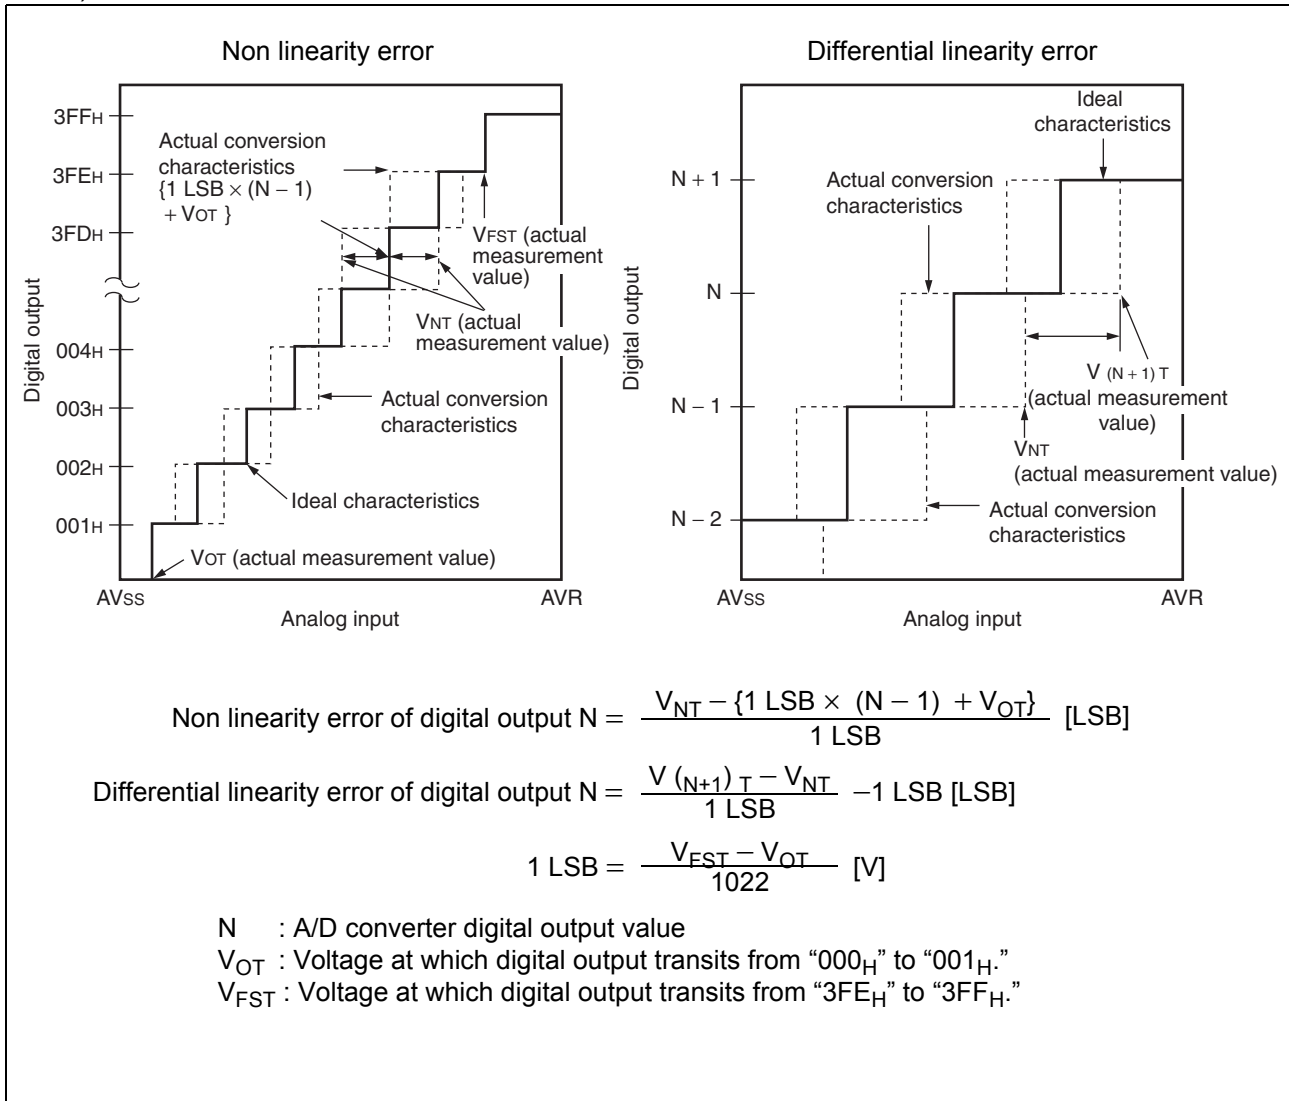 Non linearity error
3FFH
3FEH
3FDH
004H
003H
002H
001H
Digital output
Actual conversion
characteristics
{1 LSB × (N − 1)
+ VOT }
VFST (actual
measurement
value)
VNT (actual
measurement value)
Actual conversion
characteristics
Ideal characteristics
VOT (actual measurement value)
AVSS
AVR
Analog input
Differential linearity error
N + 1
N
N − 1
N − 2
Digital output
Ideal
characteristics
Actual conversion
characteristics
V (N + 1) T
(actual measurement
value)
VNT
(actual measurement value)
Actual conversion
characteristics
AVSS
AVR
Analog input
Non linearity error of digital output N = VNT − {1 LSB × (N − 1) + VOT} / 1 LSB [LSB]
Differential linearity error of digital output N = V (N+1) T − VNT / 1 LSB −1 LSB [LSB]
1 LSB = VFST − VOT / 1022 [V]
N : A/D converter digital output value
VOT : Voltage at which digital output transits from “000H” to “001H.”
VFST : Voltage at which digital output transits from “3FEH” to “3FFH.”